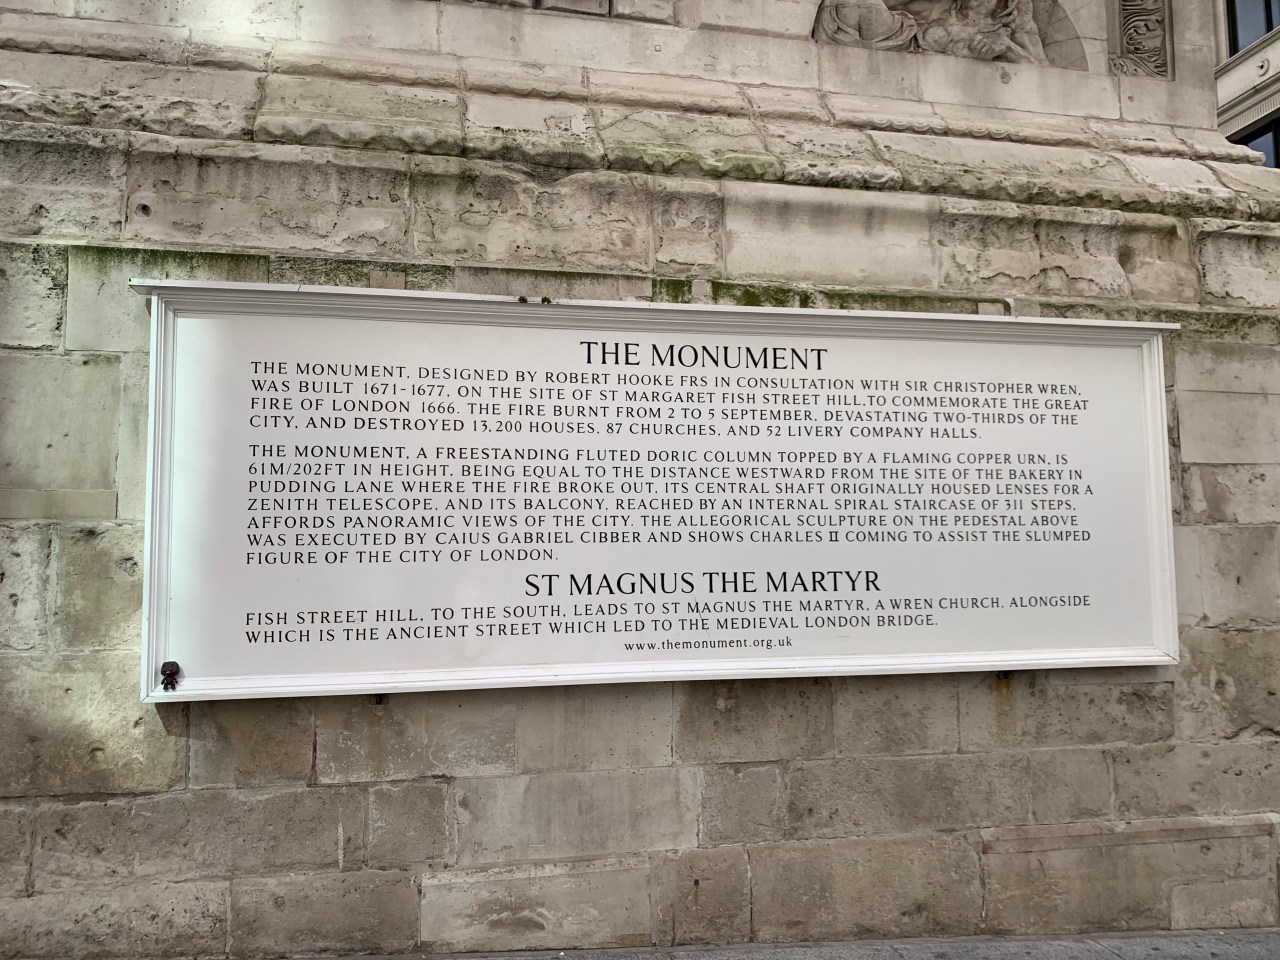 THE MONUMENT
THE MONUMENT, DESIGNED BY ROBERT HOOKE FRS IN CONSULTATION WITH SIR CHRISTOPHER WREN,
WAS BUILT 1671-1677, ON THE SITE OF ST MARGARET FISH STREET HILL,TO COMMEMORATE THE GREAT
FIRE OF LONDON 1666. THE FIRE BURNT FROM 2 TO 5 SEPTEMBER, DEVASTATING TWO-THIRDS OF THE
CITY, AND DESTROYED 13,200 HOUSES, 87 CHURCHES, AND 52 LIVERY COMPANY HALLS.
THE MONUMENT, A FREESTANDING FLUTED DORIC COLUMN TOPPED BY A FLAMING COPPER URN, IS
61M/202FT IN HEIGHT, BEING EQUAL TO THE DISTANCE WESTWARD FROM THE SITE OF THE BAKERY IN
PUDDING LANE WHERE THE FIRE BROKE OUT. ITS CENTRAL SHAFT ORIGINALLY HOUSED LENSES FOR A
ZENITH TELESCOPE, AND ITS BALCONY, REACHED BY AN INTERNAL SPIRAL STAIRCASE OF 311 STEPS,
AFFORDS PANORAMIC VIEWS OF THE CITY. THE ALLEGORICAL SCULPTURE ON THE PEDESTAL ABOVE
WAS EXECUTED BY CAIUS GABRIEL CIBBER AND SHOWS CHARLES II COMING TO ASSIST THE SLUMPED
FIGURE OF THE CITY OF LONDON.
ST MAGNUS THE MARTYR
FISH STREET HILL, TO THE SOUTH, LEADS TO ST MAGNUS THE MARTYR, A WREN CHURCH. ALONGSIDE
WHICH IS THE ANCIENT STREET WHICH LED TO THE MEDIEVAL LONDON BRIDGE.
www.themonument.org.uk